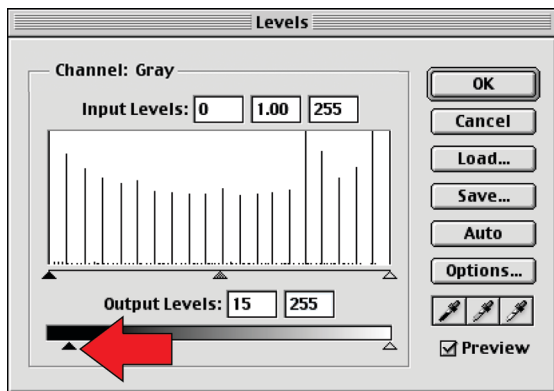 Levels
Channel: Gray
Input Levels: 0 1.00 255
Output Levels: 15 255
OK
Cancel
Load...
Save...
Auto
Options...
Preview